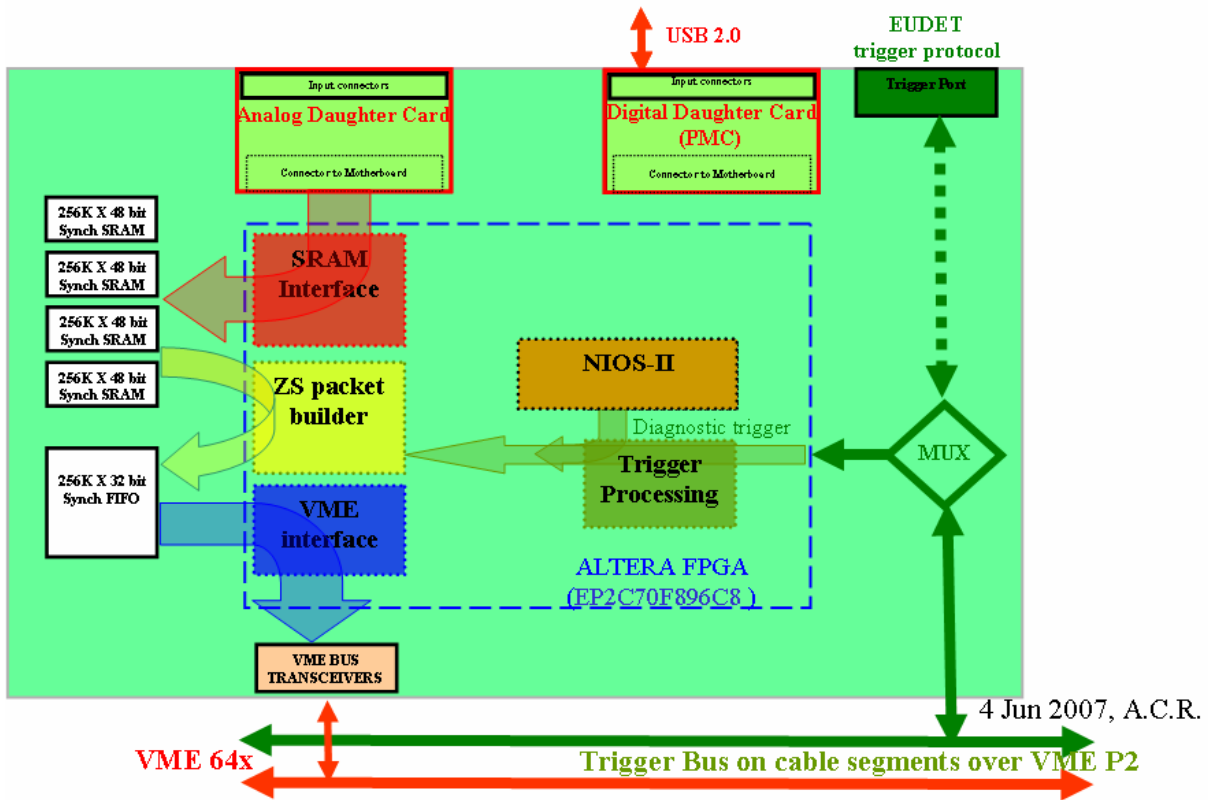 USB 2.0
EUDET
trigger protocol
Input connectors
Analog Daughter Card
Connector to Motherboard
Input connectors
Digital Daughter Card
(PMC)
Connector to Motherboard
Trigger Port
256K X 48 bit
Synch SRAM
256K X 48 bit
Synch SRAM
256K X 48 bit
Synch SRAM
256K X 48 bit
Synch SRAM
256K X 32 bit
Synch FIFO
SRAM
Interface
ZS packet
builder
VME
interface
NIOS-II
Diagnostic trigger
Trigger
Processing
MUX
ALTERA FPGA
(EP2C70F896C8 )
VME BUS
TRANSCEIVERS
4 Jun 2007, A.C.R.
VME 64x
Trigger Bus on cable segments over VME P2